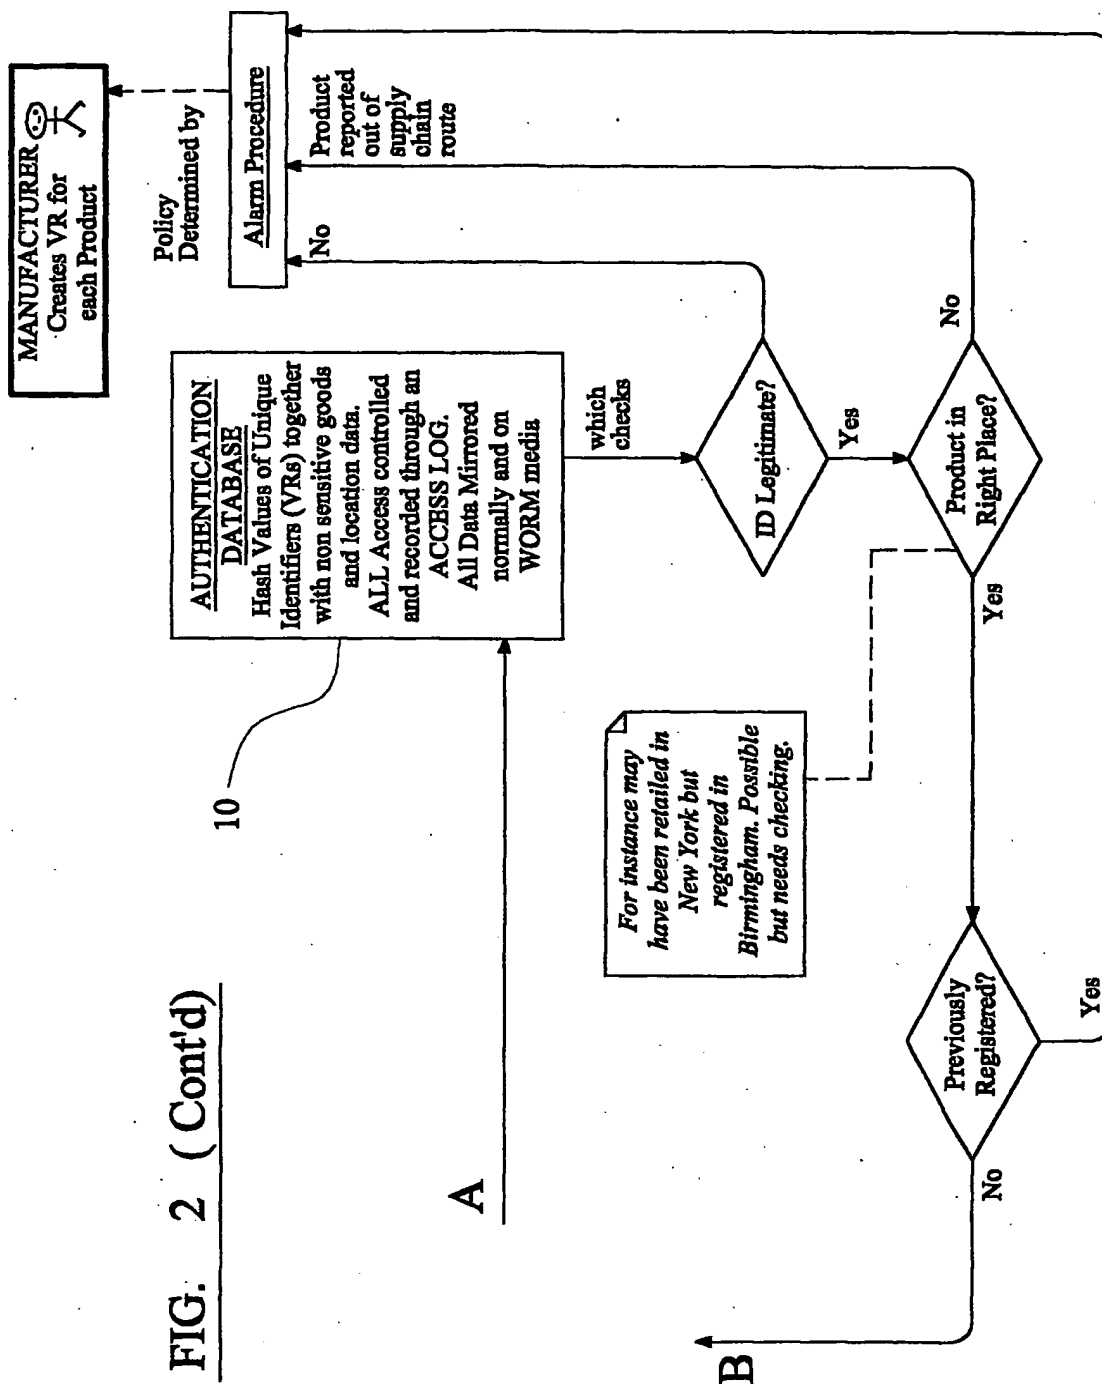 FIG. 2 (Cont'd)
MANUFACTURER
Creates VR for
each Product
Policy
Determined by
Alarm Procedure
No
Product
reported
out of
supply
chain
route
10
AUTHENTICATION
DATABASE
Hash Values of Unique
Identifiers (VRs) together
with non sensitive goods
and location data.
ALL Access controlled
and recorded through an
ACCESS LOG.
All Data Mirrored
normally and on
WORM media
A
which
checks
ID Legitimate?
Yes
For instance may
have been retailed in
New York but
registered in
Birmingham. Possible
but needs checking.
Product in
Right Place?
No
Yes
Previously
Registered?
No
Yes
B